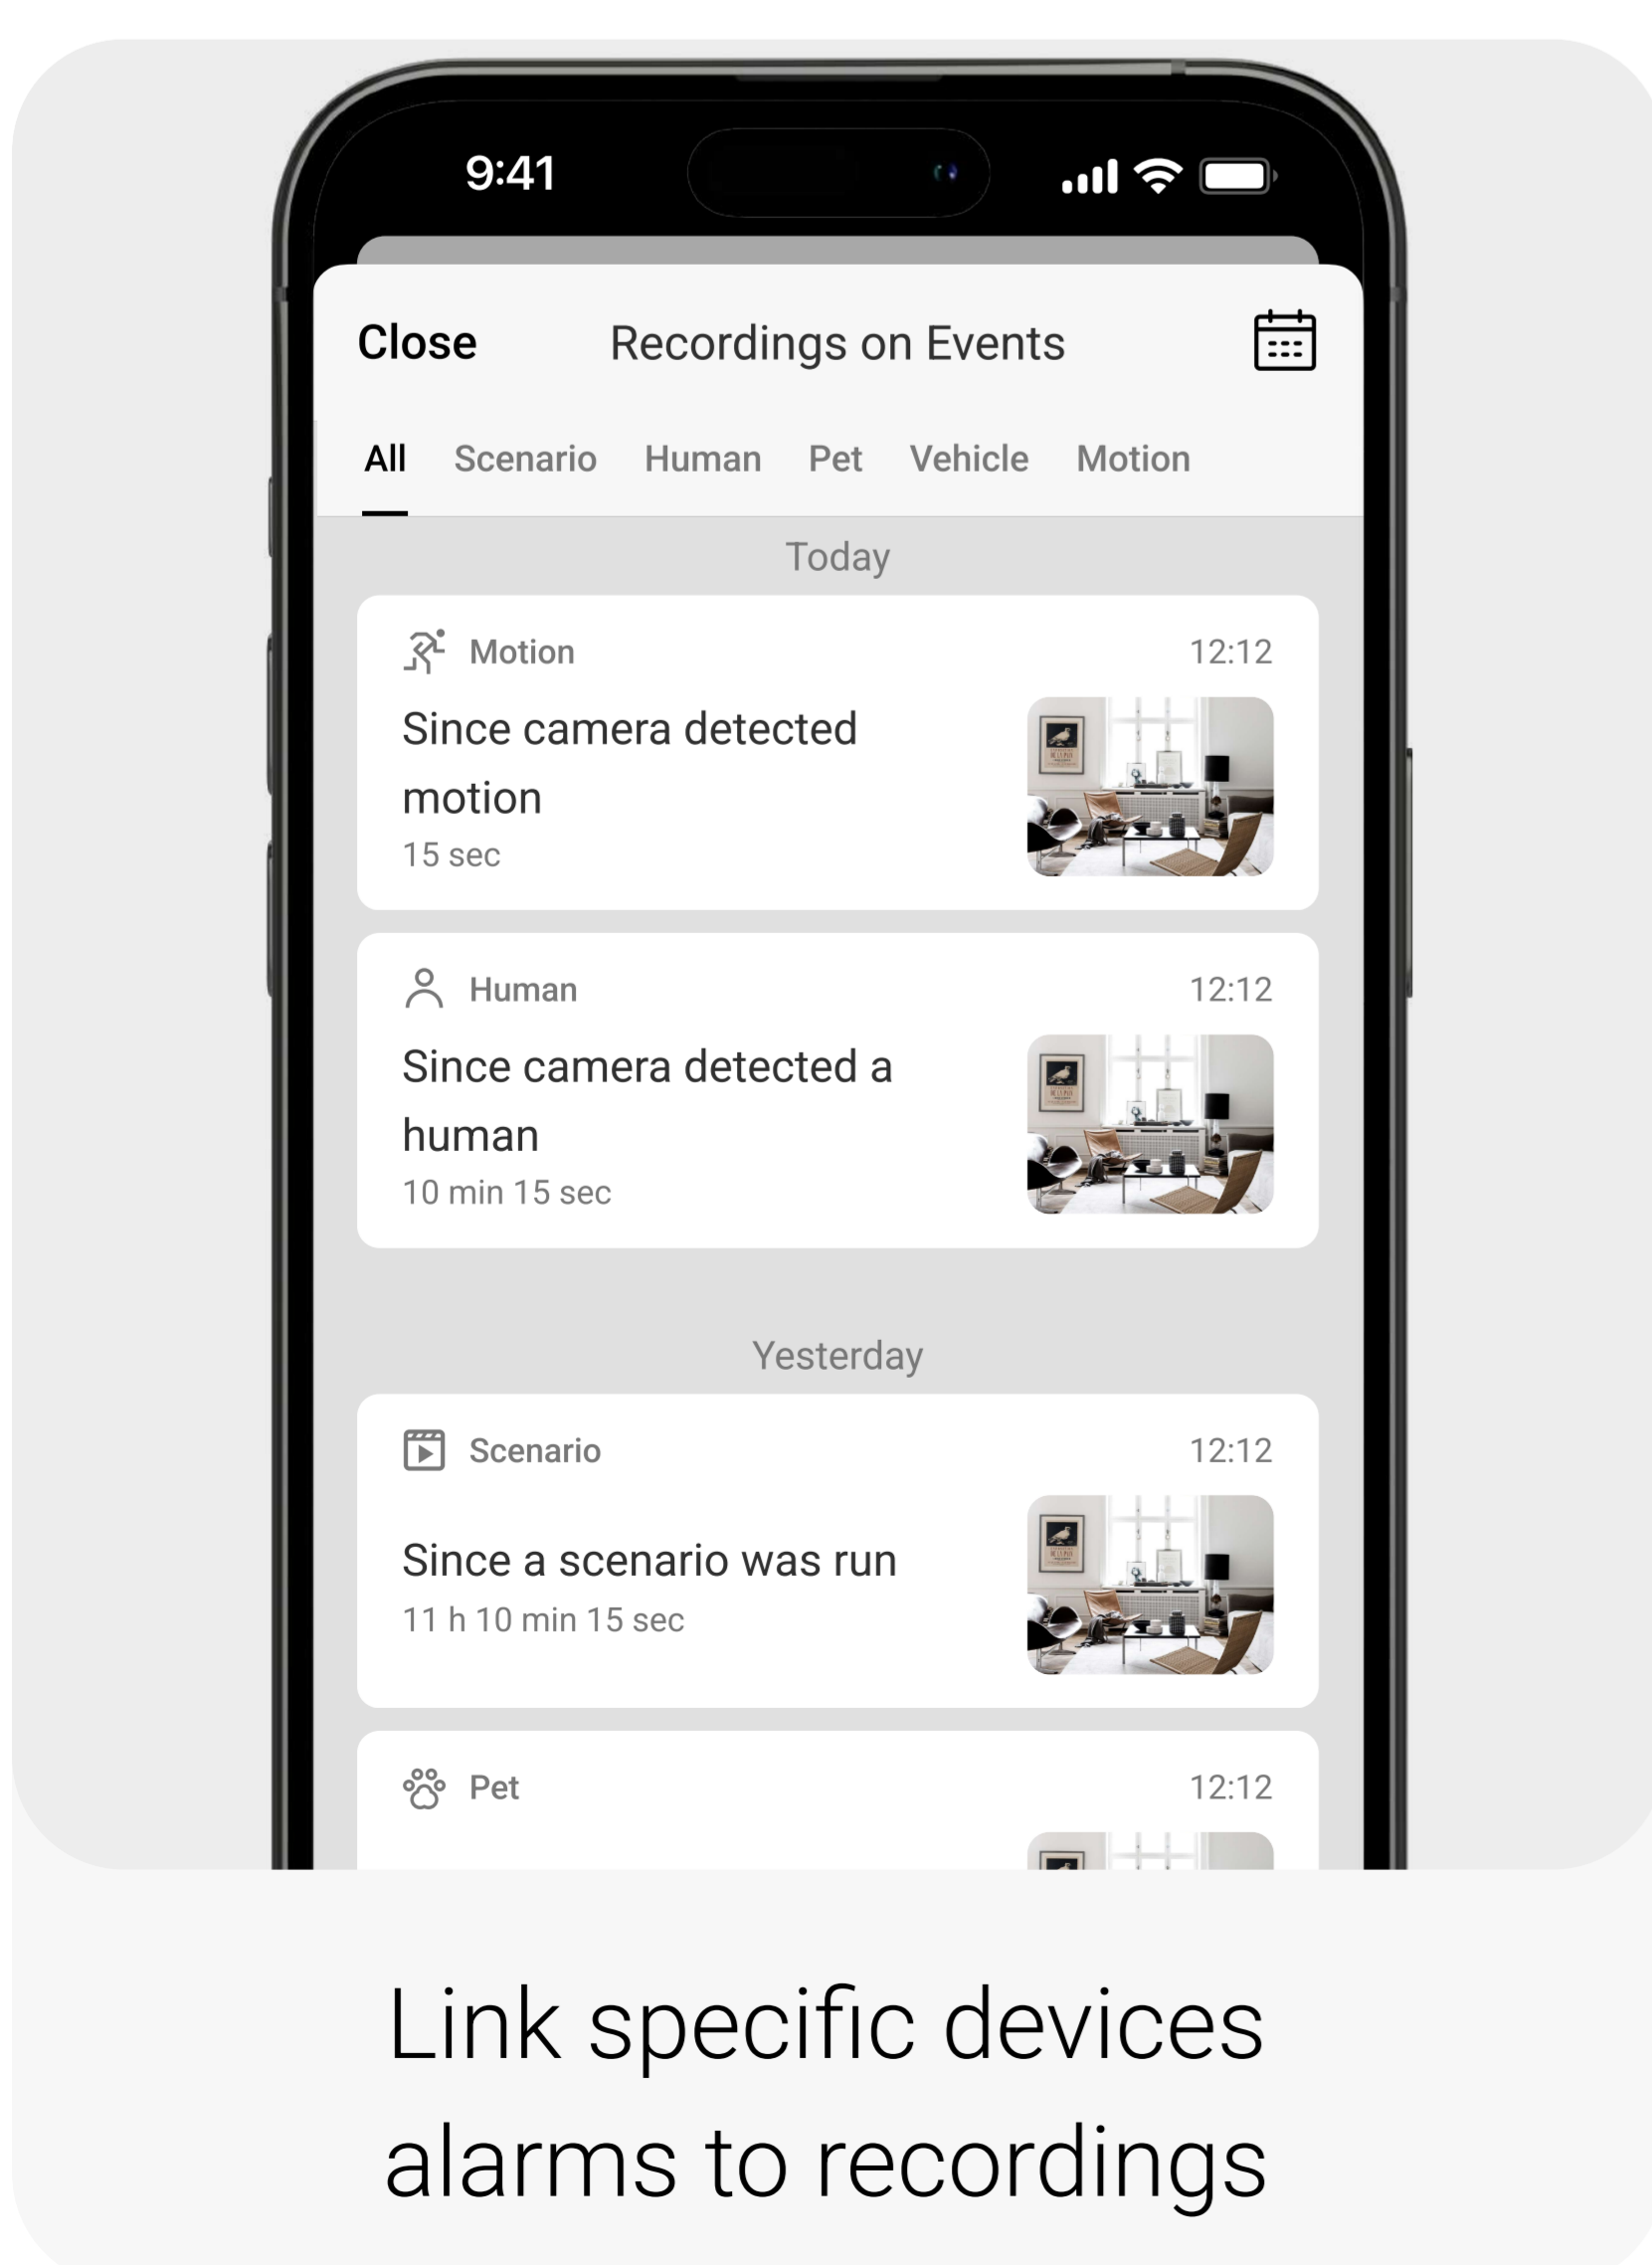 9:41
Close Recordings on Events
All Scenario Human Pet Vehicle Motion
Today
Motion 12:12
Since camera detected
motion
15 sec
Human 12:12
Since camera detected a
human
10 min 15 sec
Yesterday
Scenario 12:12
Since a scenario was run
11 h 10 min 15 sec
Pet 12:12
Link specific devices
alarms to recordings